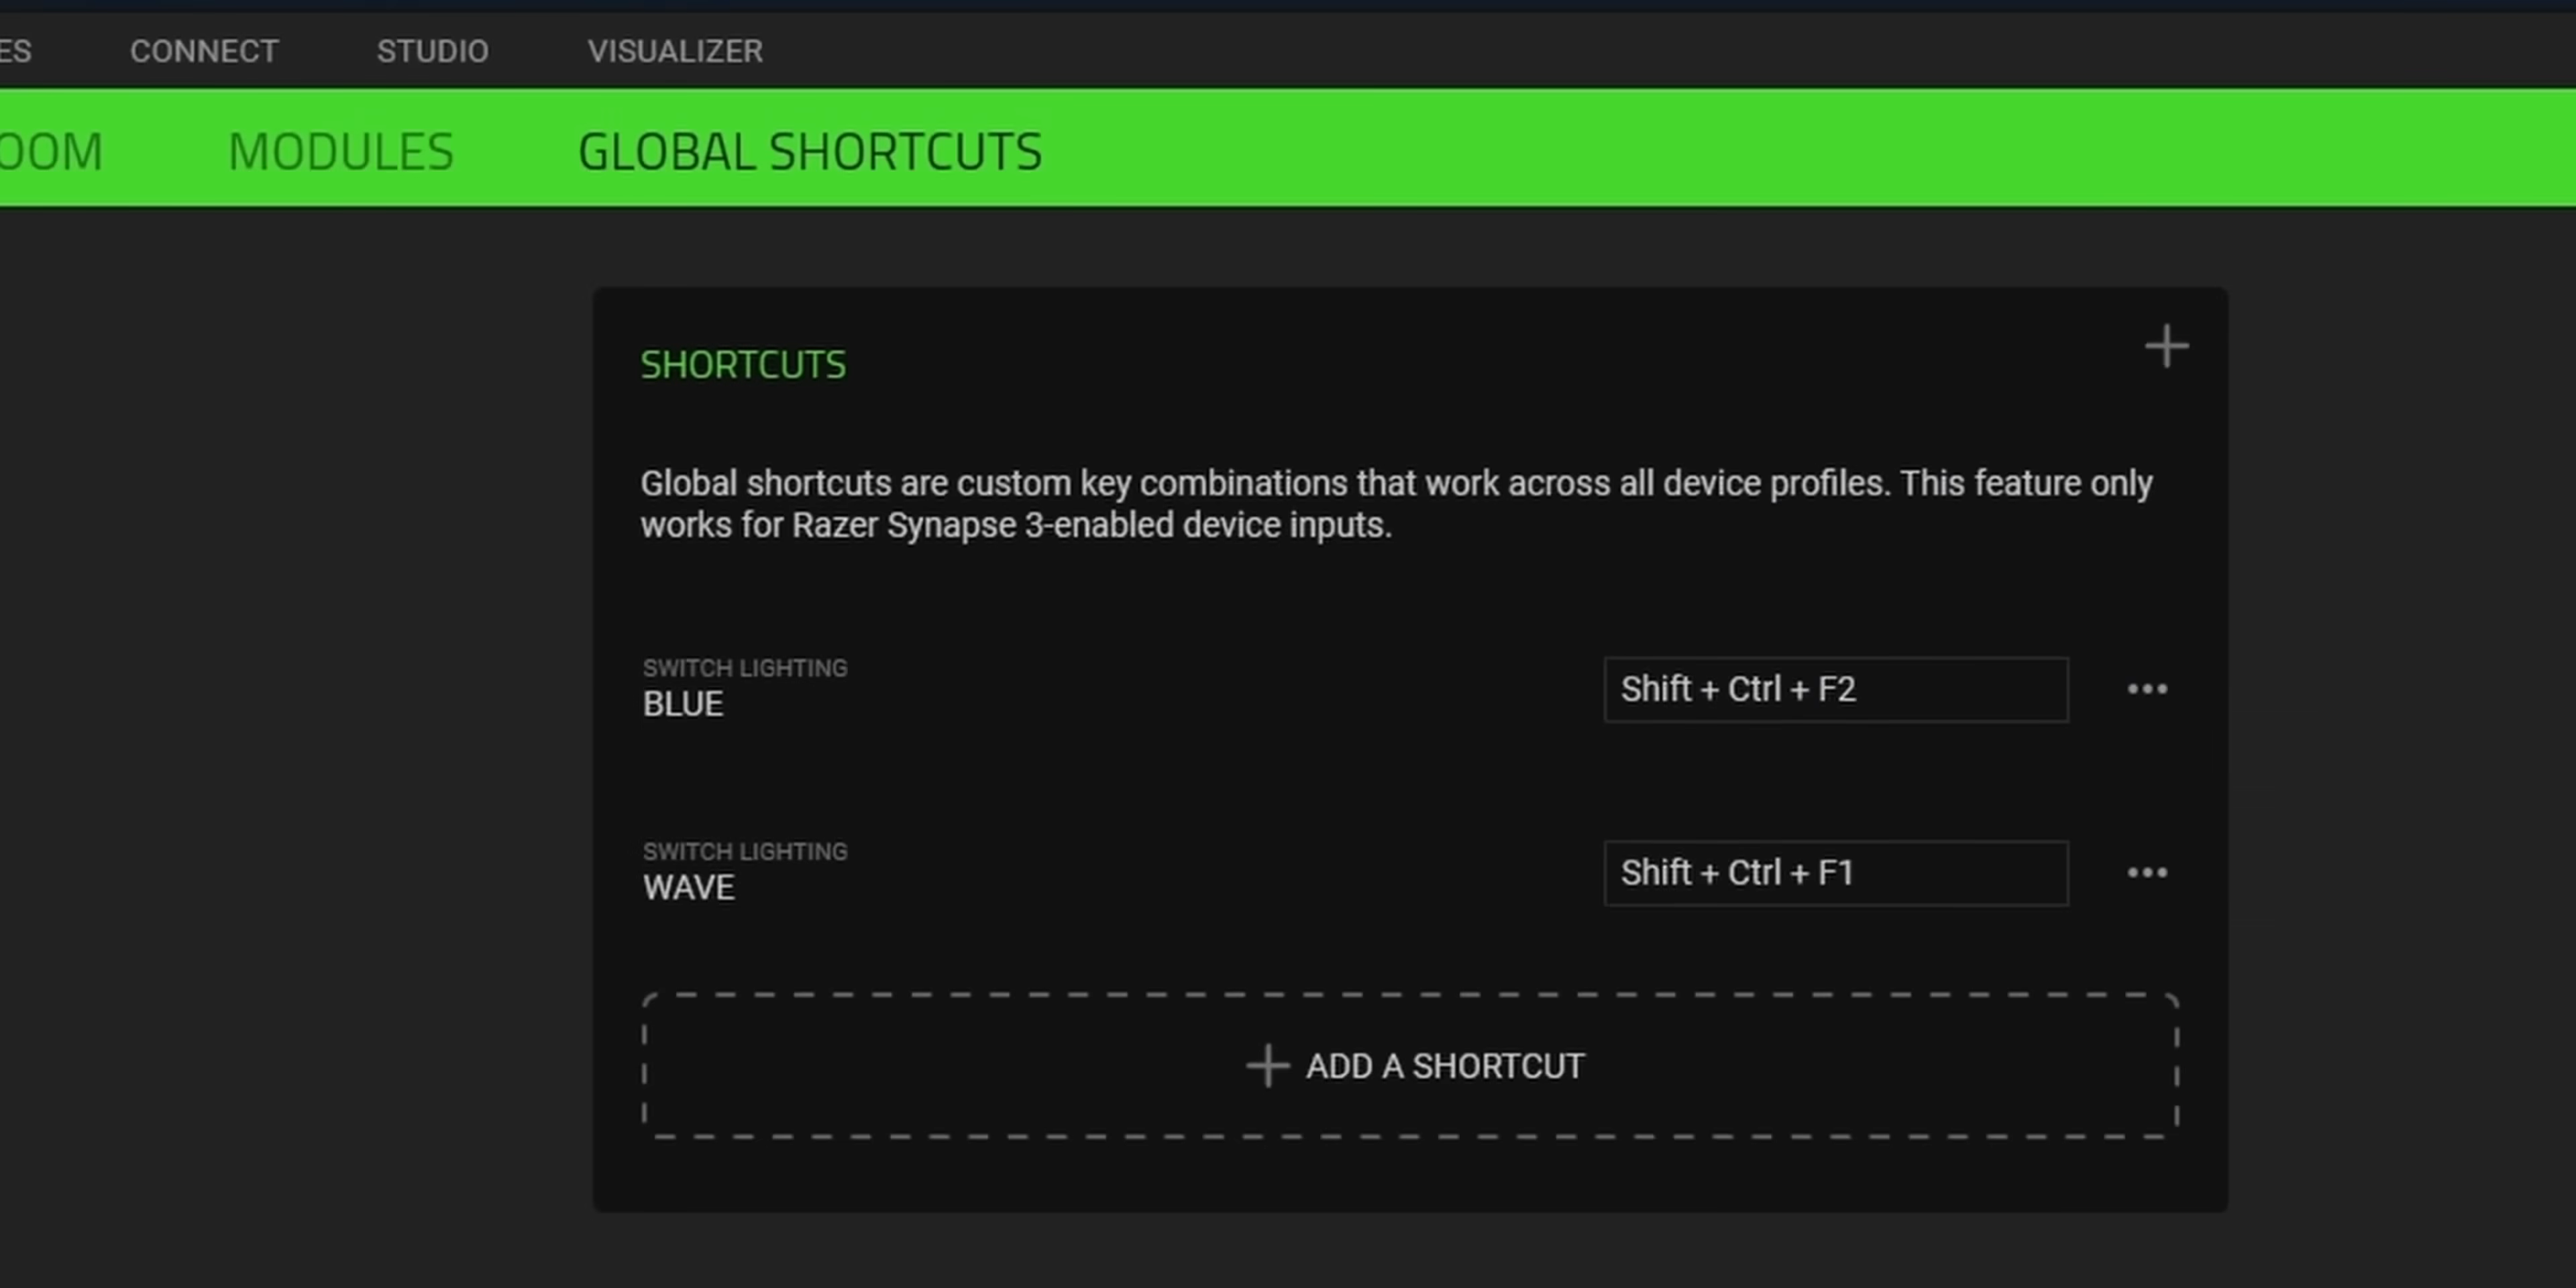 ES CONNECT STUDIO VISUALIZER
OOM MODULES GLOBAL SHORTCUTS
SHORTCUTS
Global shortcuts are custom key combinations that work across all device profiles. This feature only
works for Razer Synapse 3-enabled device inputs.
SWITCH LIGHTING
BLUE
Shift + Ctrl + F2
SWITCH LIGHTING
WAVE
Shift + Ctrl + F1
ADD A SHORTCUT